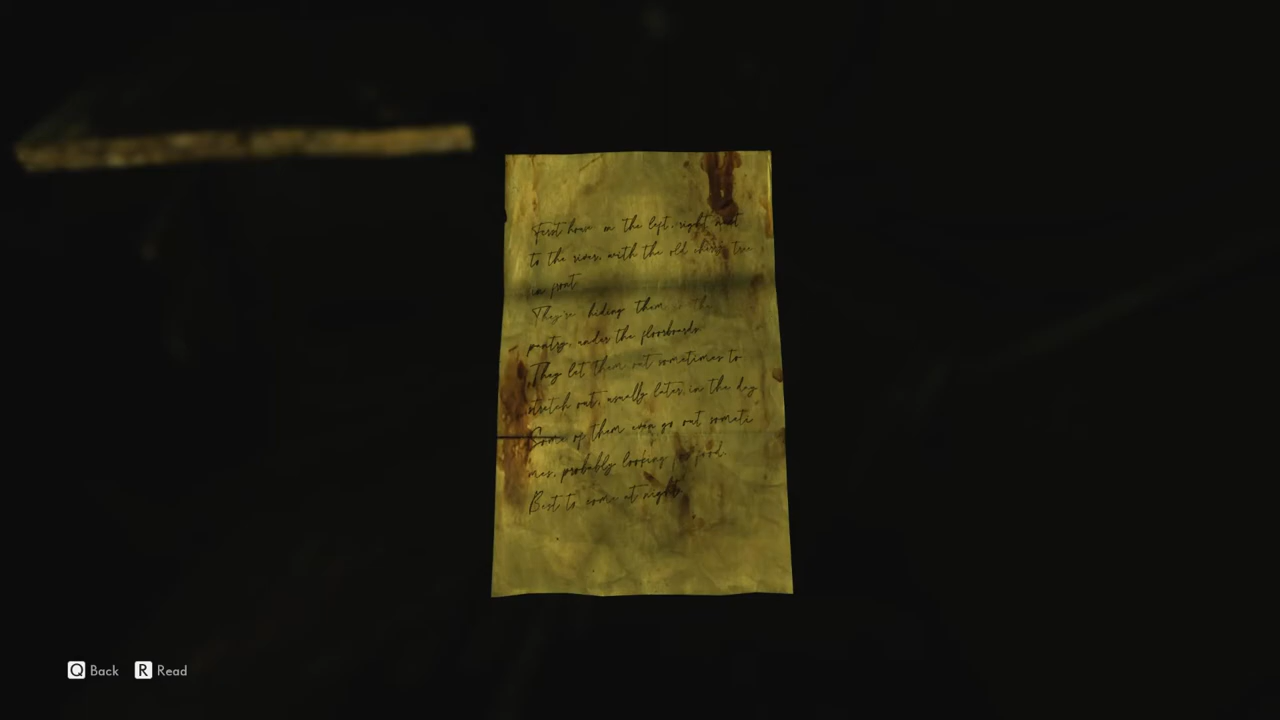 First house on the left, right next
to the river, with the old cherry tree
in front
They're hiding them in the
pantry, under the floorboards
They let them out sometimes to
stretch out, usually later in the day
Some of them even go out someti
mes, probably looking for food.
Best to come at night
Q Back R Read